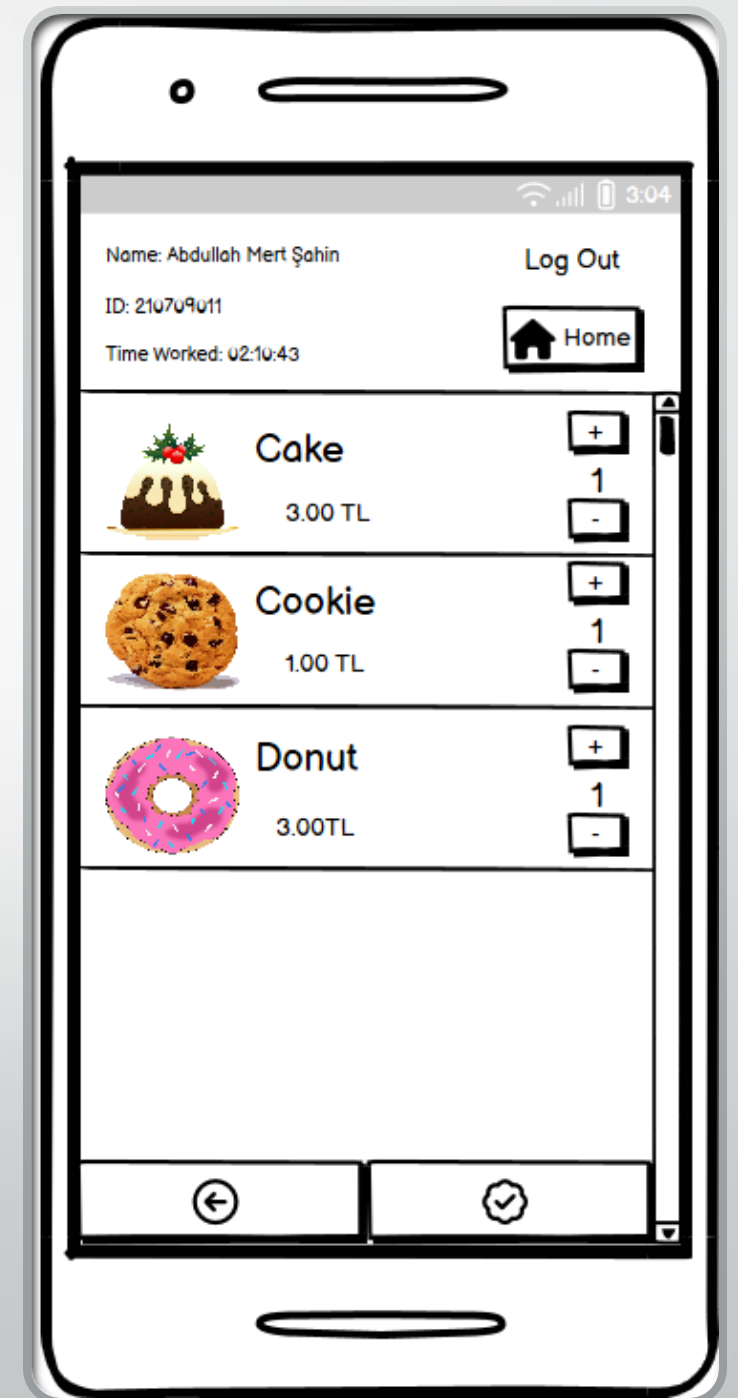 3:04
Name: Abdullah Mert Şahin
Log Out
ID: 210709011
Home
Time Worked: 02:10:43
Cake
3.00 TL
+
1
-
Cookie
1.00 TL
+
1
-
Donut
3.00TL
+
1
-